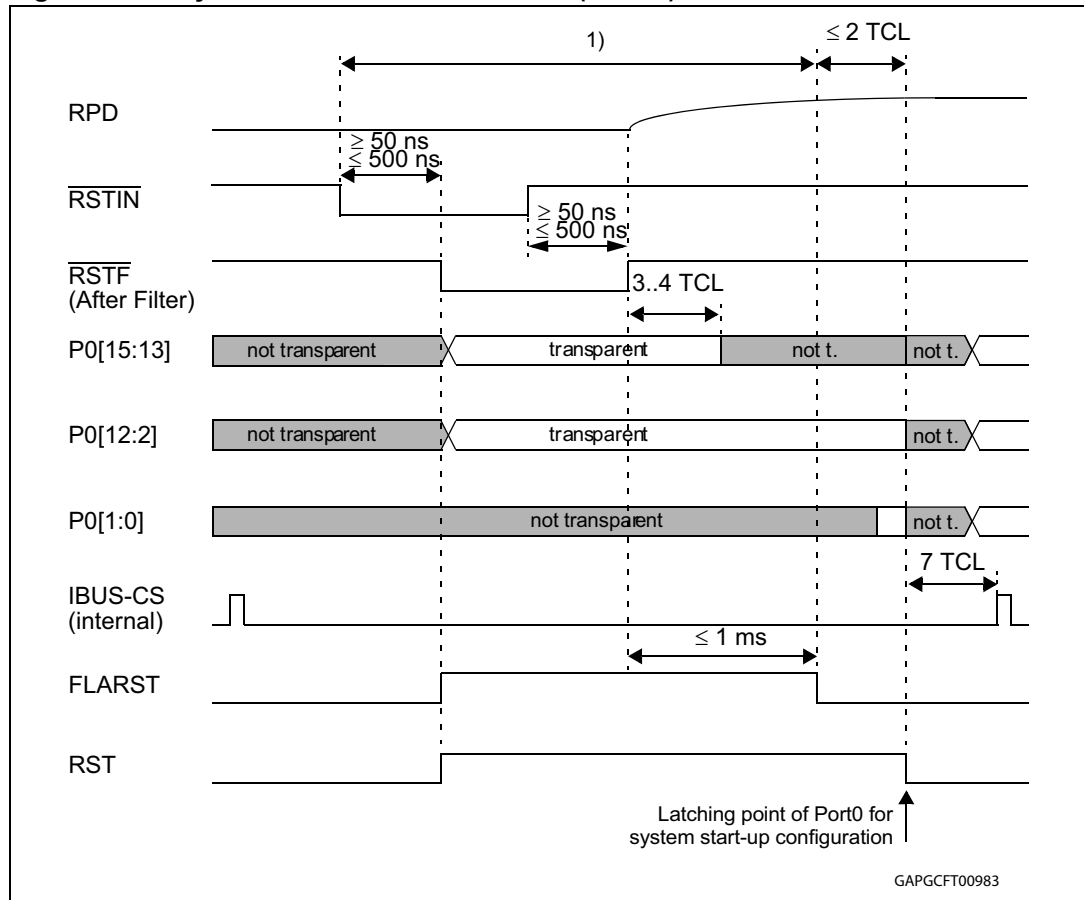 1)
≤ 2 TCL
RPD
≥ 50 ns
≤ 500 ns
RSTIN
≥ 50 ns
≤ 500 ns
RSTF
(After Filter)
3..4 TCL
P0[15:13]
not transparent
transparent
not t.
not t.
P0[12:2]
not transparent
transparent
not t.
P0[1:0]
not transparent
not t.
7 TCL
IBUS-CS
(internal)
≤ 1 ms
FLARST
RST
Latching point of Port0 for
system start-up configuration
GAPGCFT00983